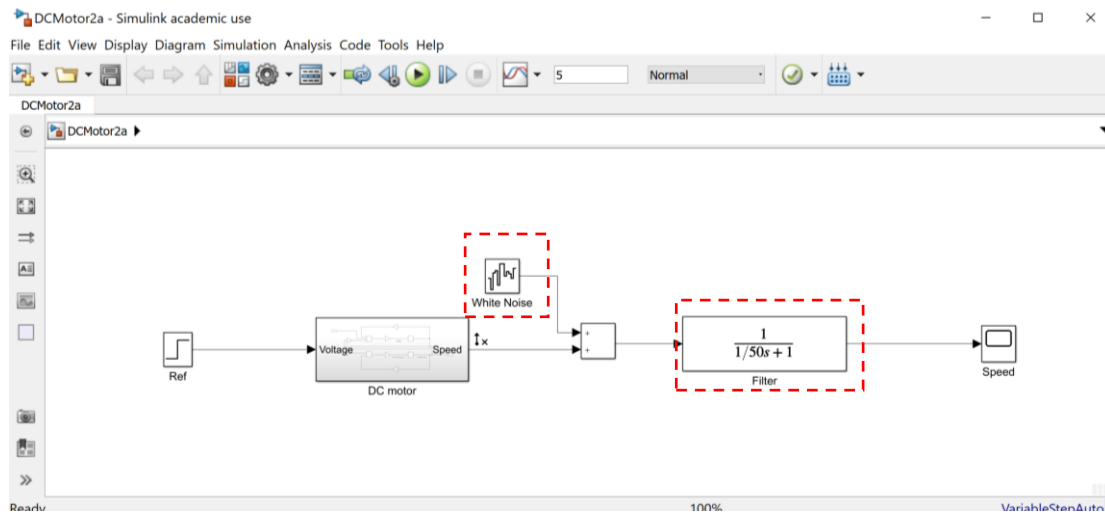 DCMotor2a - Simulink academic use
File Edit View Display Diagram Simulation Analysis Code Tools Help
5 Normal
DCMotor2a
DCMotor2a
White Noise
Ref
Voltage Speed
DC motor
+
+
1
1/50s + 1
Filter
Speed
Ready 100% VariableStepAuto